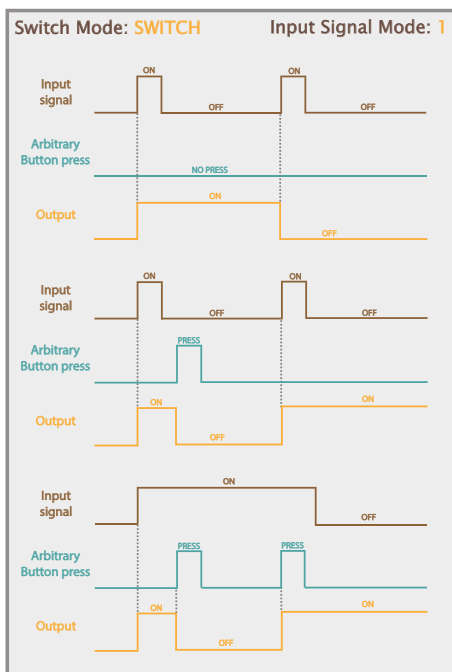 Switch Mode: SWITCH Input Signal Mode: 1
ON ON
Input
signal
OFF OFF
Arbitrary
Button press
NO PRESS
ON
Output
OFF
ON ON
Input
signal
OFF OFF
PRESS
Arbitrary
Button press
ON ON
Output
OFF
ON
Input
signal
OFF
PRESS PRESS
Arbitrary
Button press
ON ON
Output
OFF